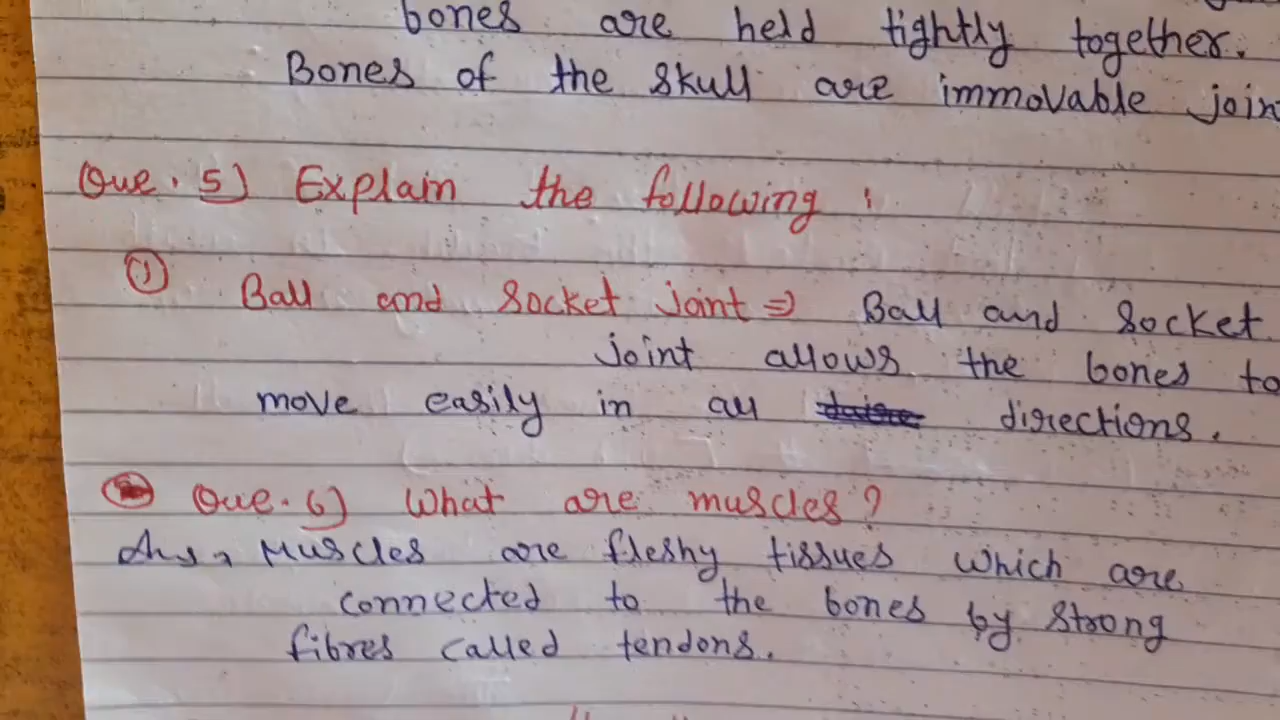 bones are held tightly together.
Bones of the skull are immovable join
Que. 5) Explain the following :
① Ball and Socket Joint ⇒ Ball and Socket
joint allows the bones to
move easily in all directions.
Que. 6) What are muscles?
Ans, Muscles are fleshy tissues which are
connected to the bones by strong
fibres called tendons.